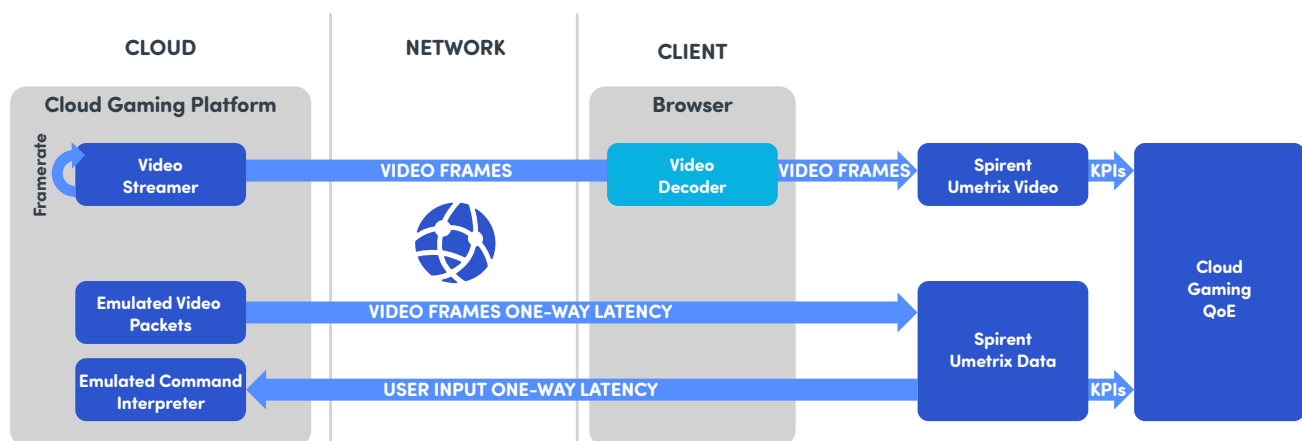 CLOUD
NETWORK
CLIENT
Cloud Gaming Platform
Browser
Framerate
Video
Streamer
VIDEO FRAMES
Video
Decoder
VIDEO FRAMES
Spirent
Umetrix Video
KPIs
Cloud
Gaming
QoE
Emulated Video
Packets
VIDEO FRAMES ONE-WAY LATENCY
Spirent
Umetrix Data
Emulated Command
Interpreter
USER INPUT ONE-WAY LATENCY
KPIs